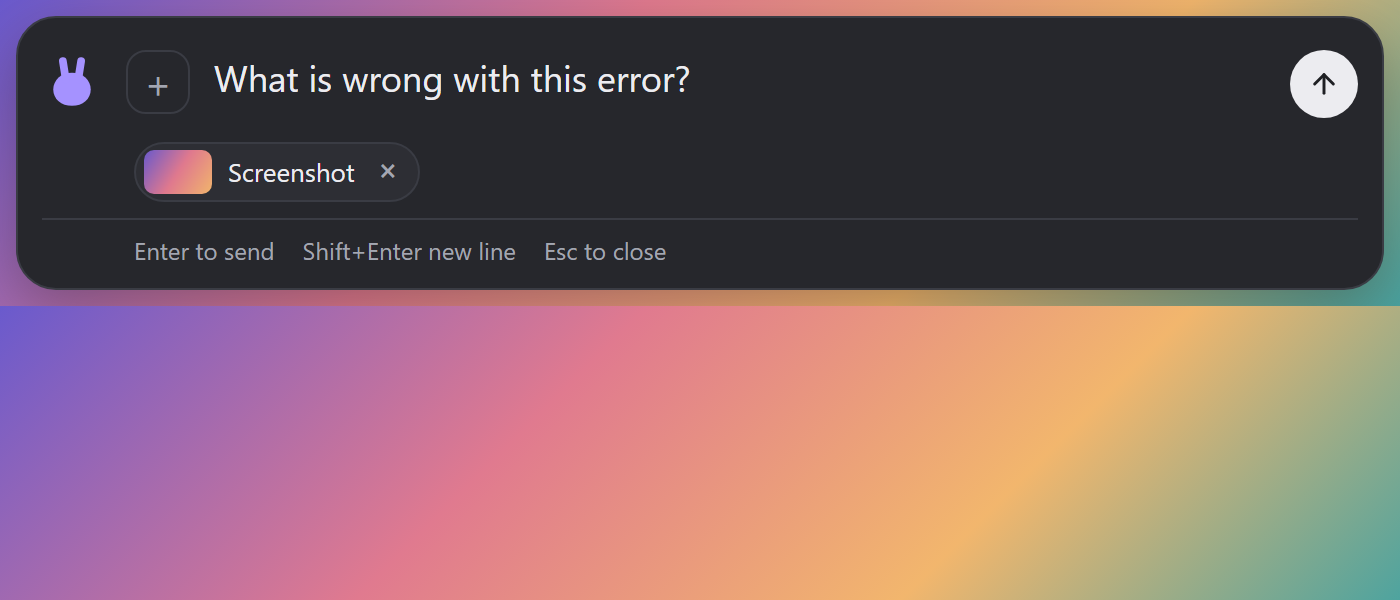 What is wrong with this error?
Screenshot
Enter to send Shift+Enter new line Esc to close